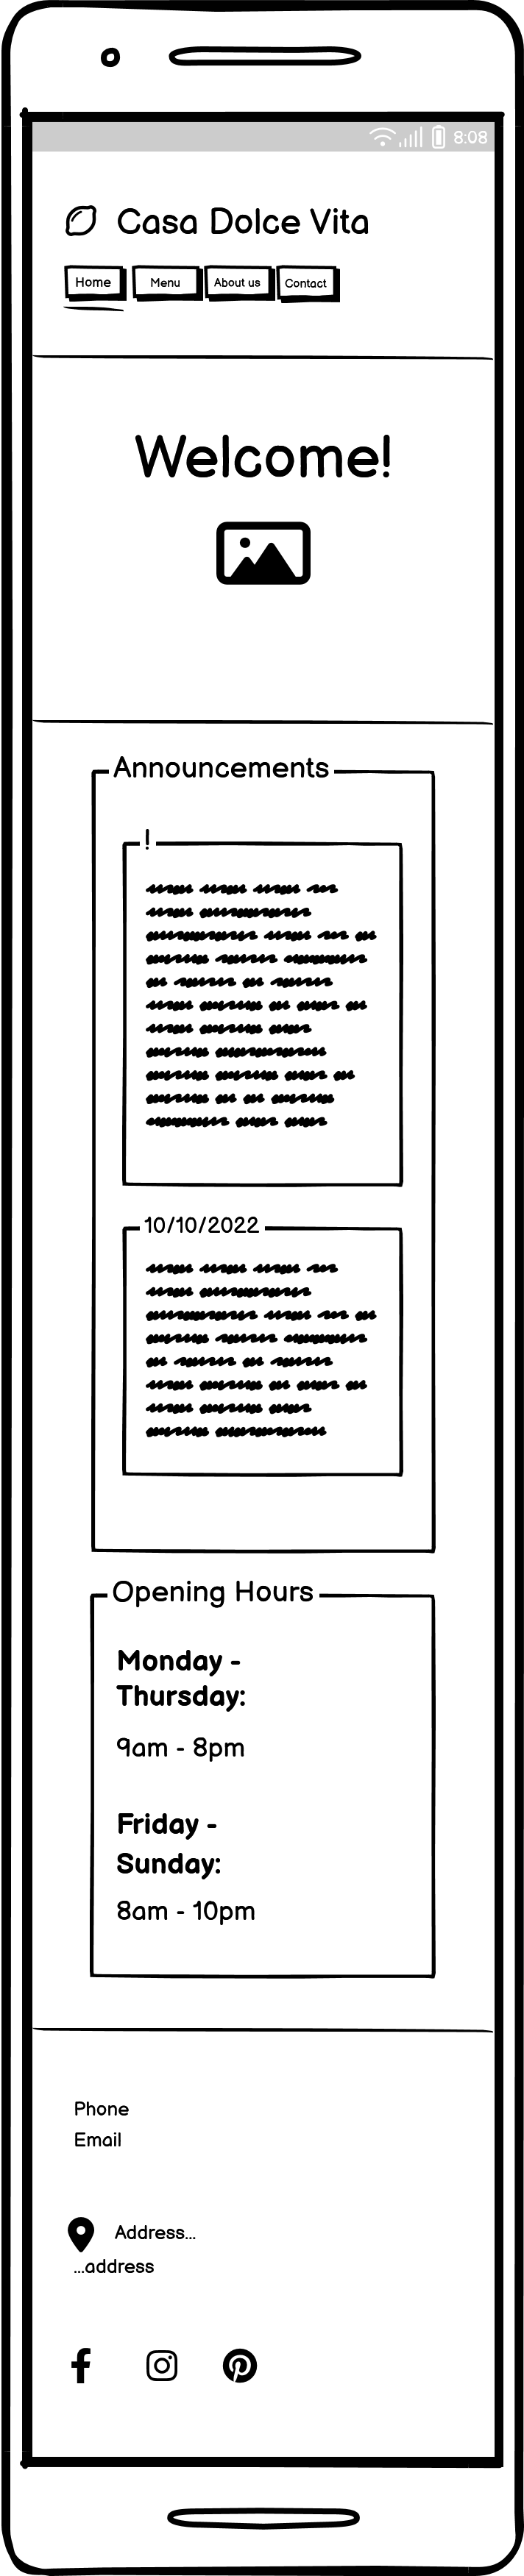 8:08
Casa Dolce Vita
Home Menu About us Contact
Welcome!
Announcements
!
10/10/2022
Opening Hours
Monday -
Thursday:
9am - 8pm
Friday -
Sunday:
8am - 10pm
Phone
Email
Address...
...address